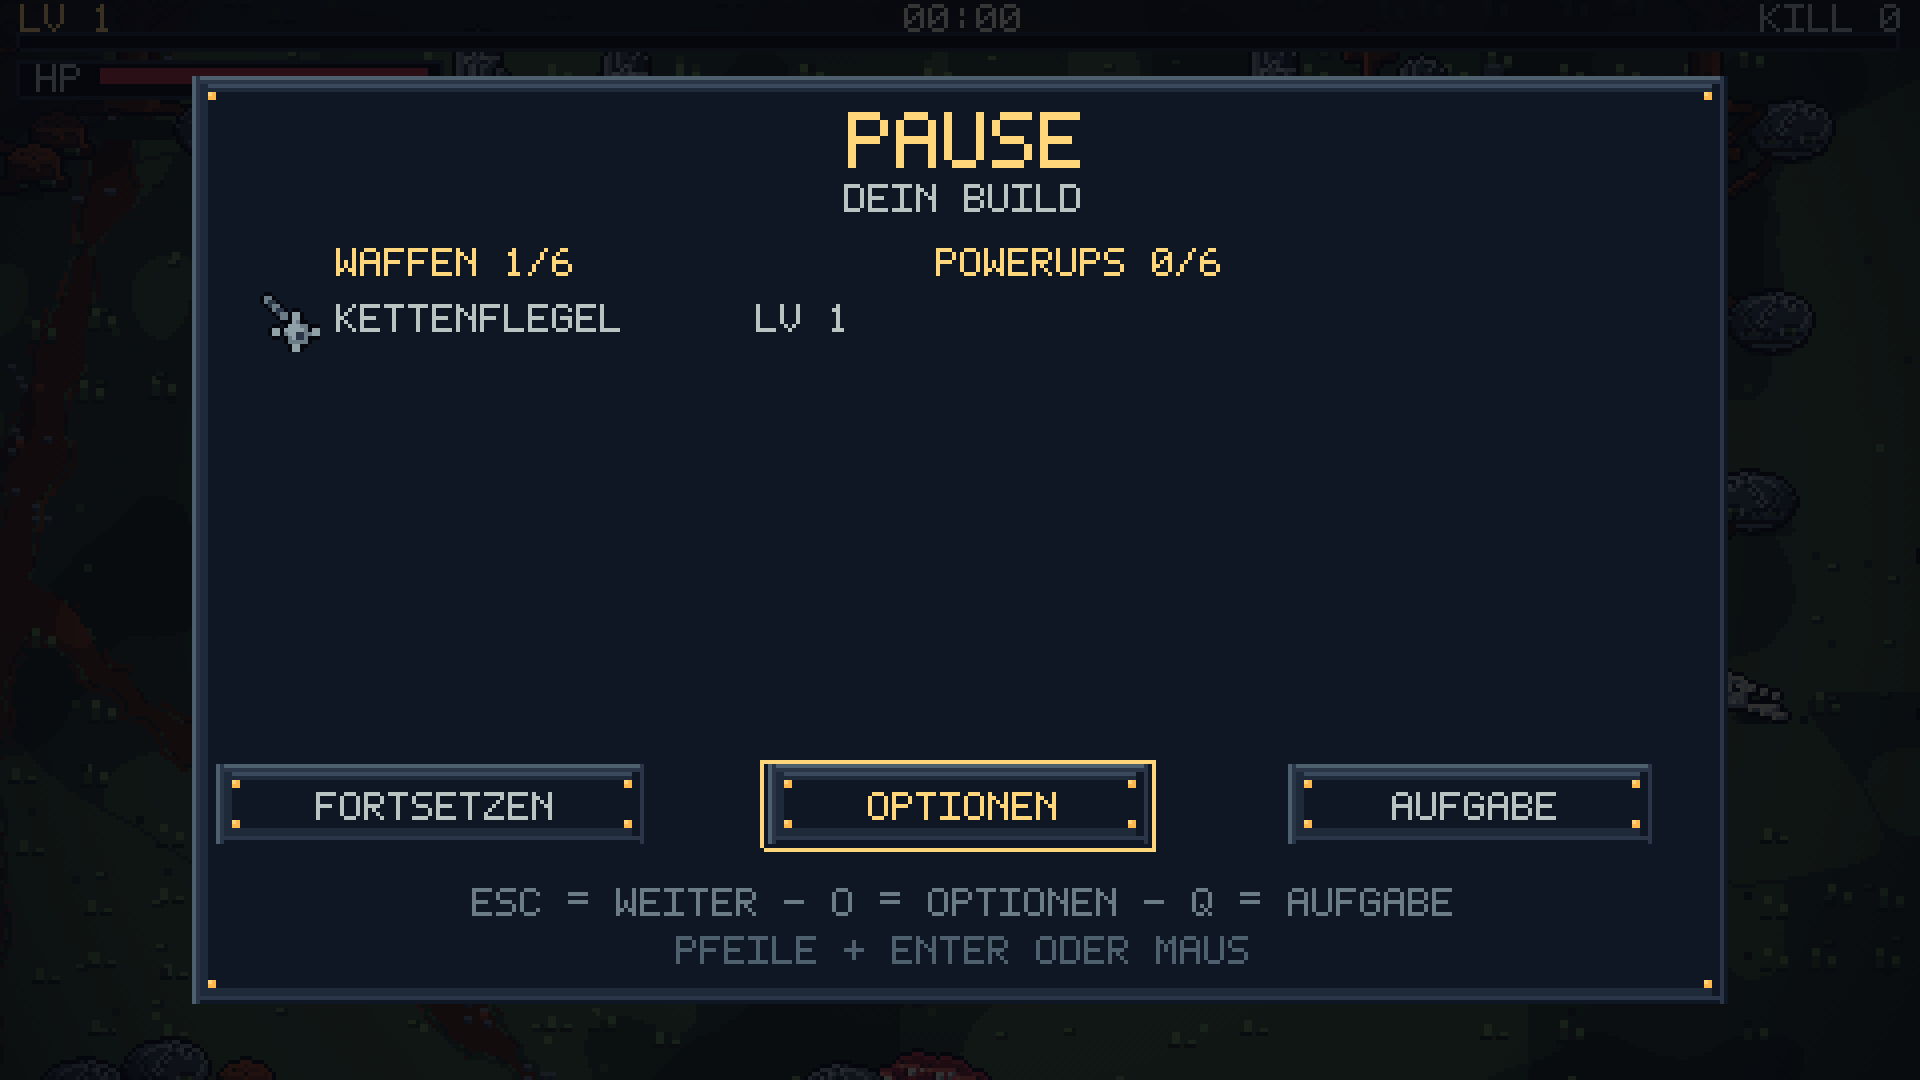 LV 1 00:00 KILL 0
HP
PAUSE
DEIN BUILD
WAFFEN 1/6 POWERUPS 0/6
KETTENFLEGEL LV 1
FORTSETZEN OPTIONEN AUFGABE
ESC = WEITER - O = OPTIONEN - Q = AUFGABE
PFEILE + ENTER ODER MAUS